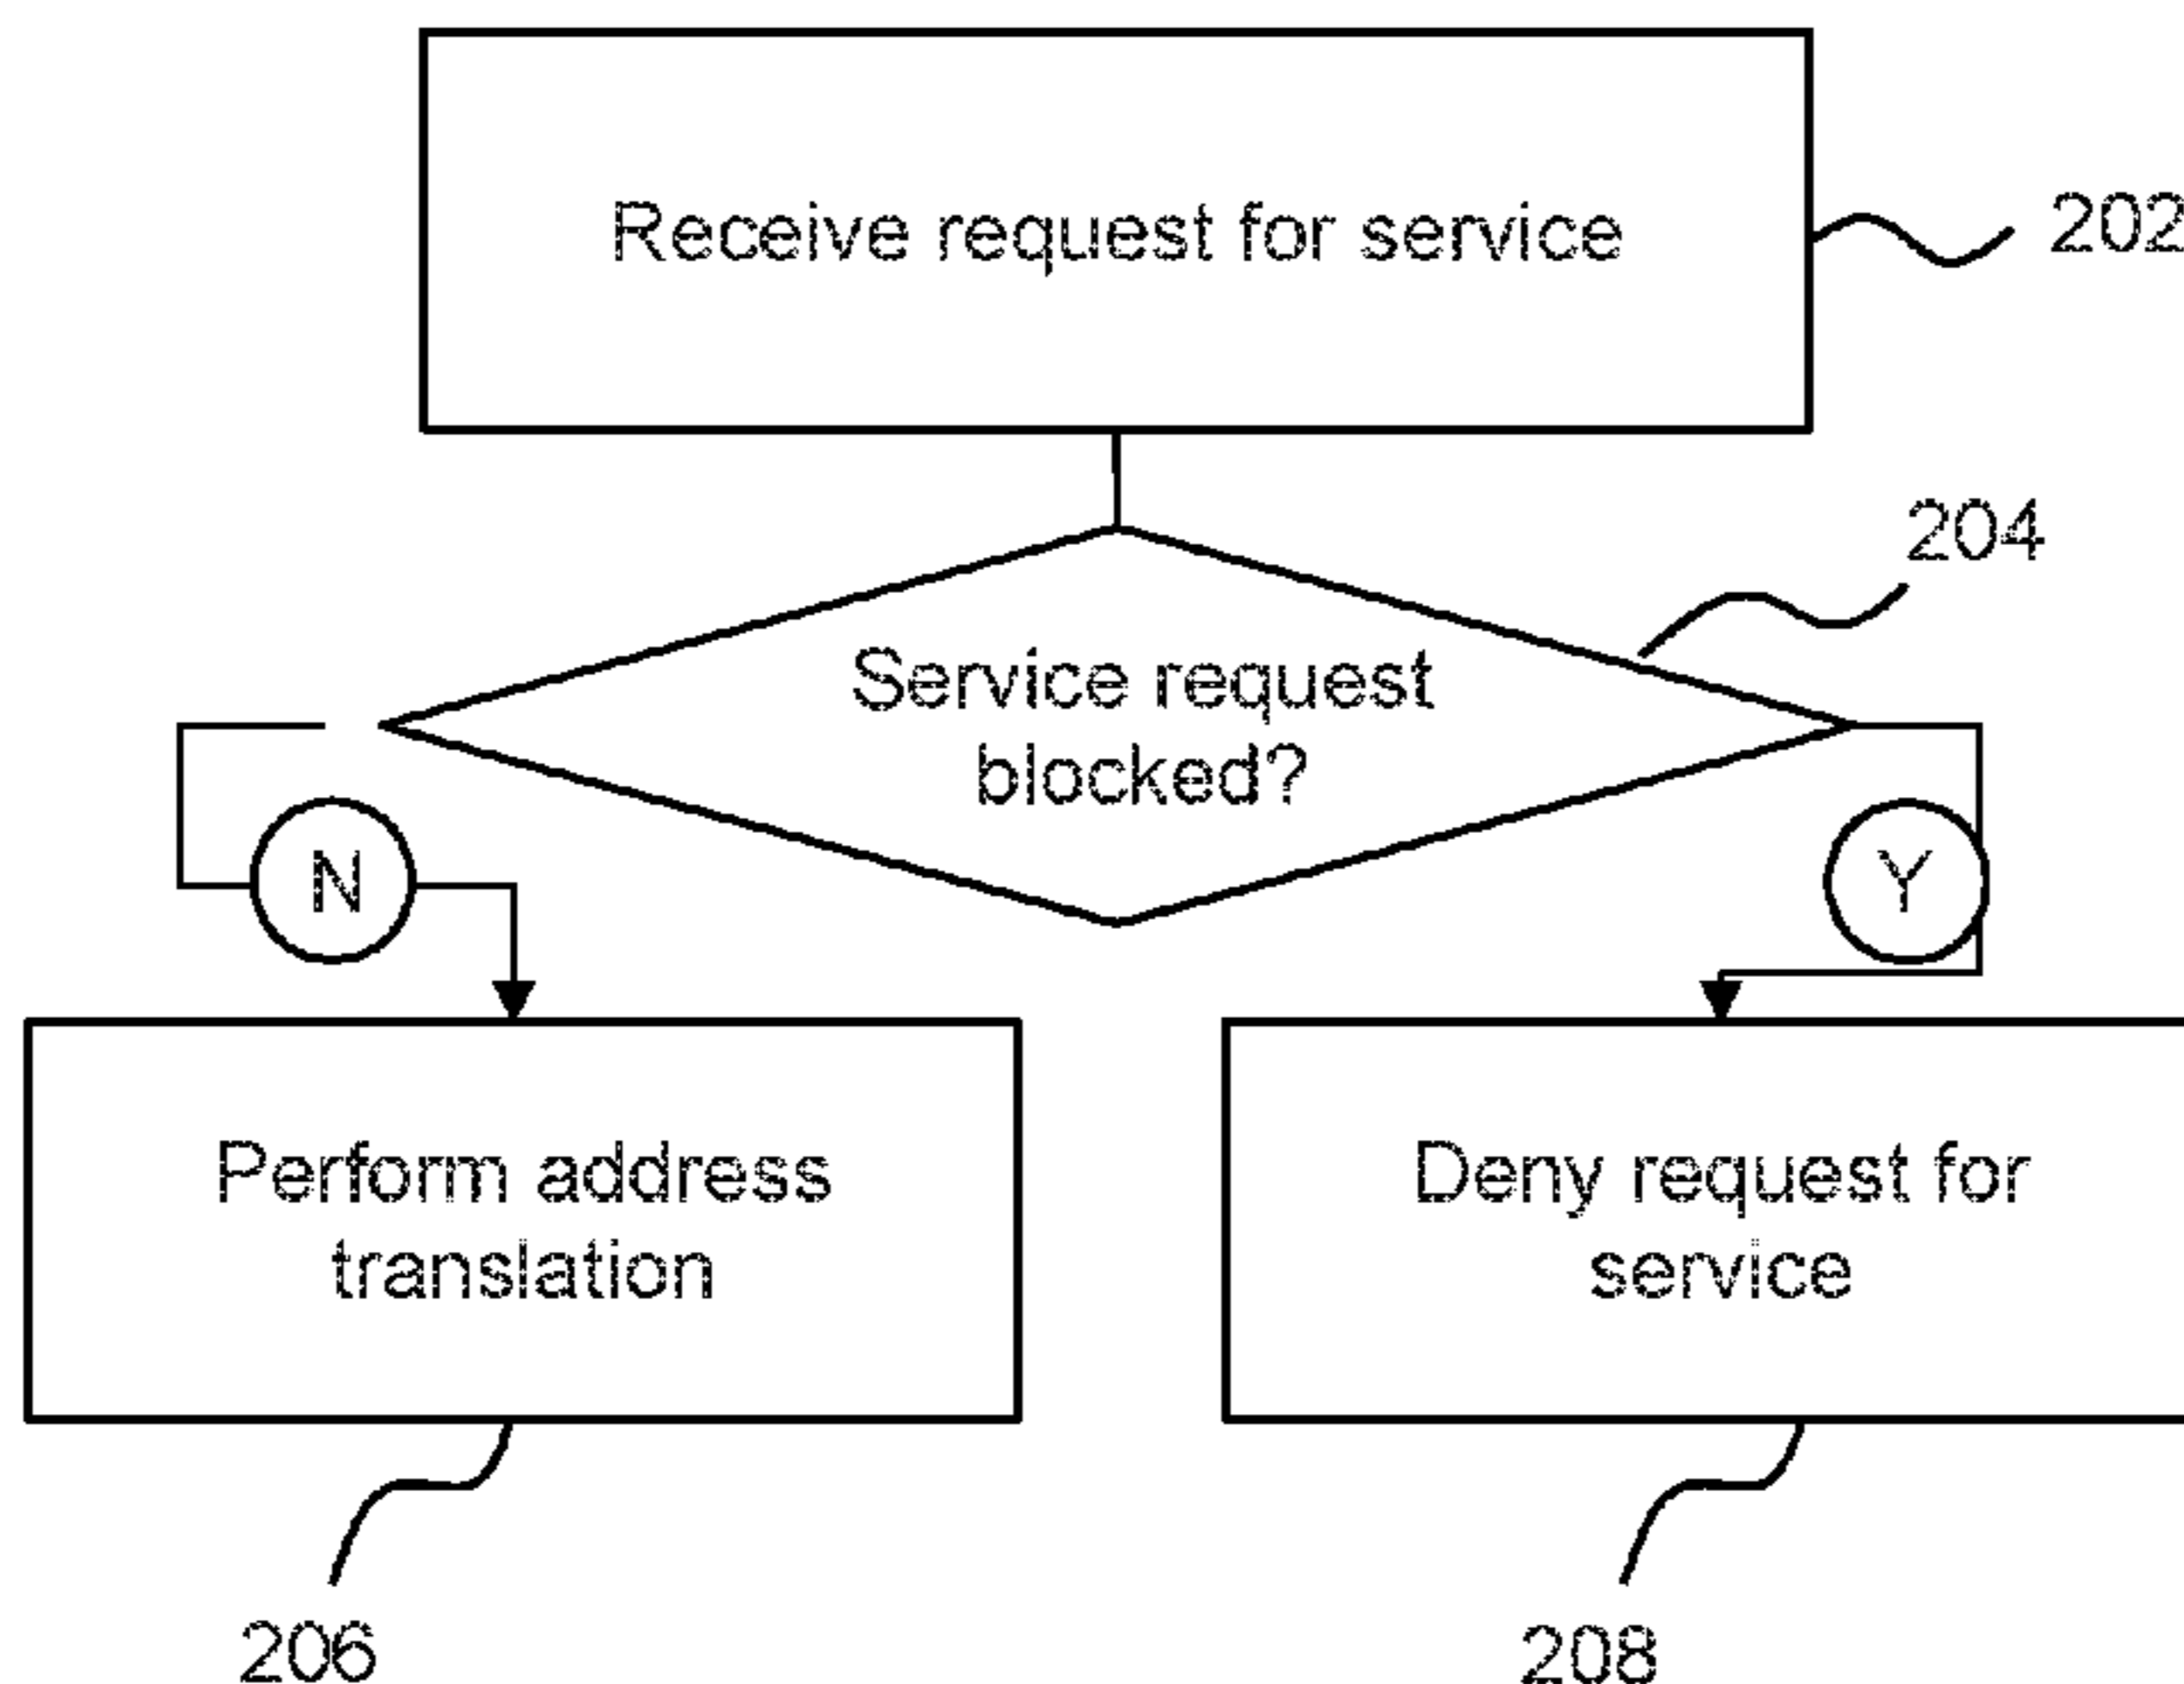 Receive request for service
202
204
Service request
blocked?
N
Y
Perform address
translation
Deny request for
service
206
208